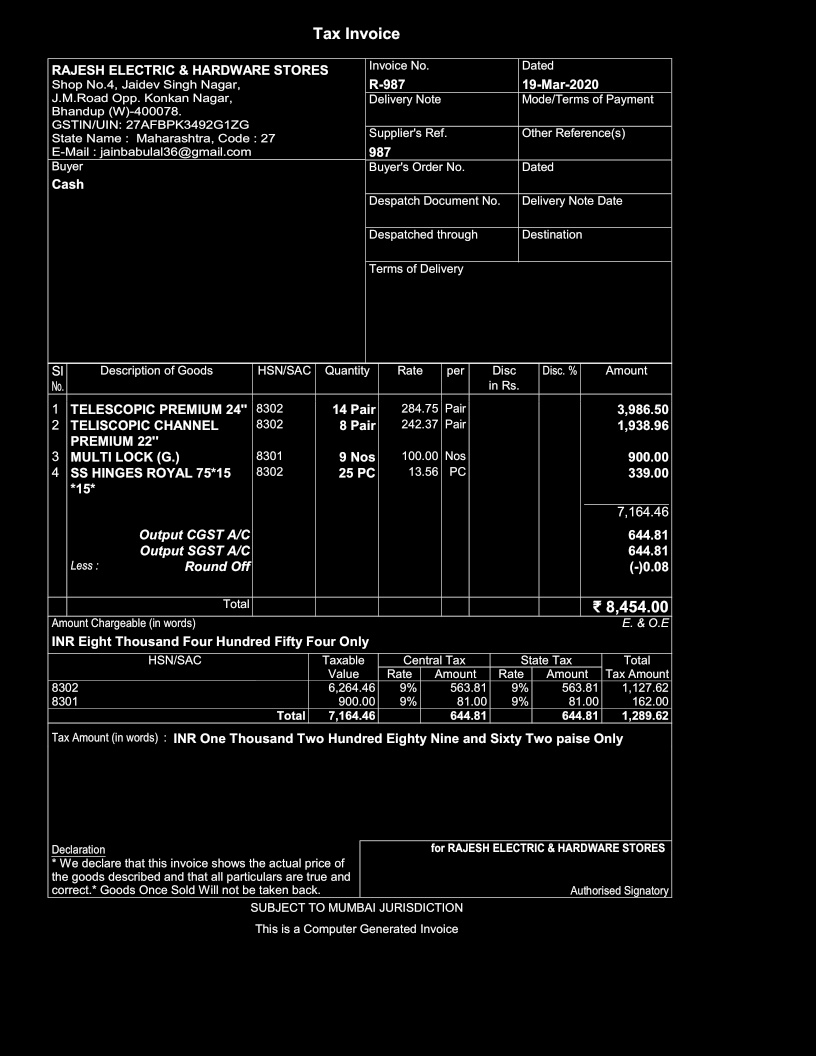 Tax Invoice
RAJESH ELECTRIC & HARDWARE STORES
Shop No.4, Jaidev Singh Nagar,
J.M.Road Opp. Konkan Nagar,
Bhandup (W)-400078.
GSTIN/UIN: 27AFBPK3492G1ZG
State Name : Maharashtra, Code : 27
E-Mail : jainbabulal36@gmail.com
Buyer
Cash
Invoice No. Dated
R-987 19-Mar-2020
Delivery Note Mode/Terms of Payment
Supplier's Ref. Other Reference(s)
987
Buyer's Order No. Dated
Despatch Document No. Delivery Note Date
Despatched through Destination
Terms of Delivery
Sl Description of Goods HSN/SAC Quantity Rate per Disc Disc. % Amount
No. in Rs.
1 TELESCOPIC PREMIUM 24" 8302 14 Pair 284.75 Pair 3,986.50
2 TELISCOPIC CHANNEL 8302 8 Pair 242.37 Pair 1,938.96
PREMIUM 22"
3 MULTI LOCK (G.) 8301 9 Nos 100.00 Nos 900.00
4 SS HINGES ROYAL 75*15 8302 25 PC 13.56 PC 339.00
*15*
7,164.46
Output CGST A/C 644.81
Output SGST A/C 644.81
Less : Round Off (-)0.08
Total ₹ 8,454.00
Amount Chargeable (in words) E. & O.E
INR Eight Thousand Four Hundred Fifty Four Only
HSN/SAC Taxable Central Tax State Tax Total
Value Rate Amount Rate Amount Tax Amount
8302 6,264.46 9% 563.81 9% 563.81 1,127.62
8301 900.00 9% 81.00 9% 81.00 162.00
Total 7,164.46 644.81 644.81 1,289.62
Tax Amount (in words) : INR One Thousand Two Hundred Eighty Nine and Sixty Two paise Only
Declaration
* We declare that this invoice shows the actual price of
the goods described and that all particulars are true and
correct.* Goods Once Sold Will not be taken back.
for RAJESH ELECTRIC & HARDWARE STORES
Authorised Signatory
SUBJECT TO MUMBAI JURISDICTION
This is a Computer Generated Invoice